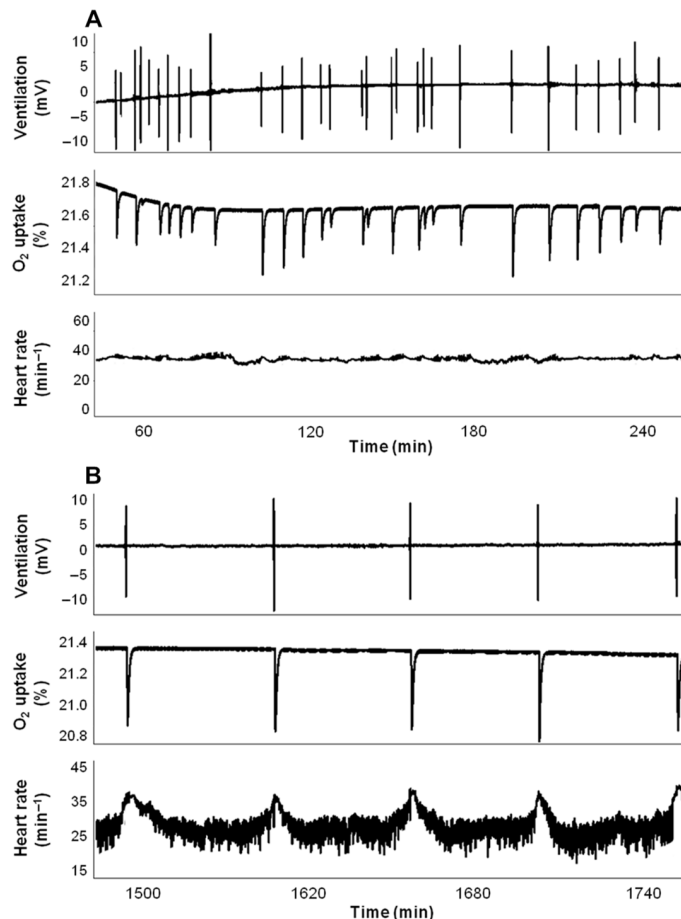 A
Ventilation
(mV)
10
5
0
–5
–10
O2 uptake
(%)
21.8
21.6
21.4
21.2
Heart rate
(min–1)
60
40
20
0
60 120 180 240
Time (min)
B
Ventilation
(mV)
10
5
0
–5
–10
O2 uptake
(%)
21.4
21.2
21.0
20.8
Heart rate
(min–1)
45
35
25
15
1500 1620 1680 1740
Time (min)